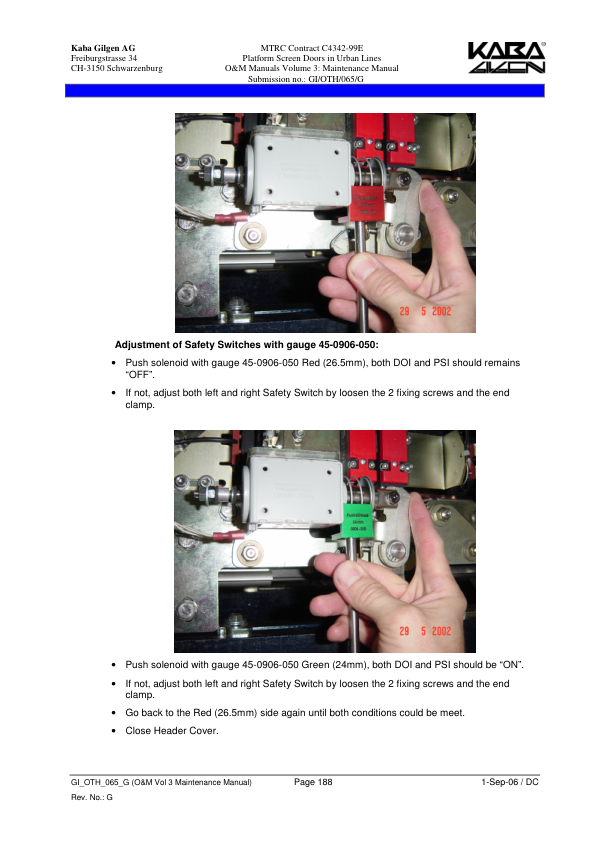 Kaba Gilgen AG
Freiburgstrasse 34
CH-3150 Schwarzenburg
MTRC Contract C4342-99E
Platform Screen Doors in Urban Lines
O&M Manuals Volume 3: Maintenance Manual
Submission no.: GI/OTH/065/G
KABA®
GILGEN
29 5 2002
Adjustment of Safety Switches with gauge 45-0906-050:
• Push solenoid with gauge 45-0906-050 Red (26.5mm), both DOI and PSI should remains
“OFF”.
• If not, adjust both left and right Safety Switch by loosen the 2 fixing screws and the end
clamp.
29 5 2002
• Push solenoid with gauge 45-0906-050 Green (24mm), both DOI and PSI should be “ON”.
• If not, adjust both left and right Safety Switch by loosen the 2 fixing screws and the end
clamp.
• Go back to the Red (26.5mm) side again until both conditions could be meet.
• Close Header Cover.
GI_OTH_065_G (O&M Vol 3 Maintenance Manual)
Page 188
1-Sep-06 / DC
Rev. No.: G